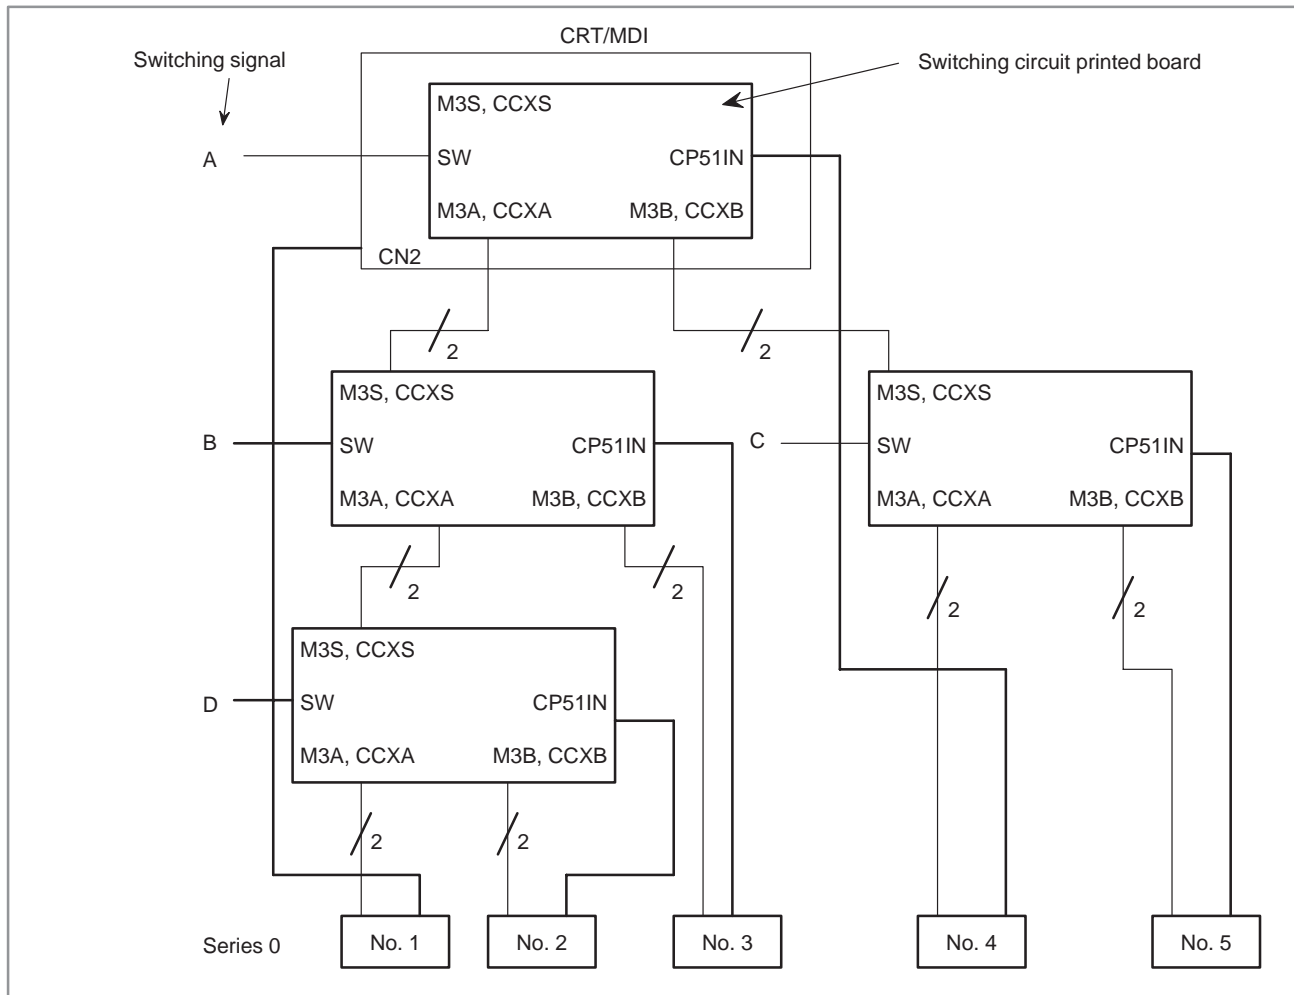 CRT/MDI
Switching signal
Switching circuit printed board
M3S, CCXS
A
SW
CP51IN
M3A, CCXA
M3B, CCXB
CN2
2
2
M3S, CCXS
M3S, CCXS
B
SW
CP51IN
C
SW
CP51IN
M3A, CCXA
M3B, CCXB
M3A, CCXA
M3B, CCXB
2
2
2
2
M3S, CCXS
D
SW
CP51IN
M3A, CCXA
M3B, CCXB
2
2
Series 0
No. 1
No. 2
No. 3
No. 4
No. 5